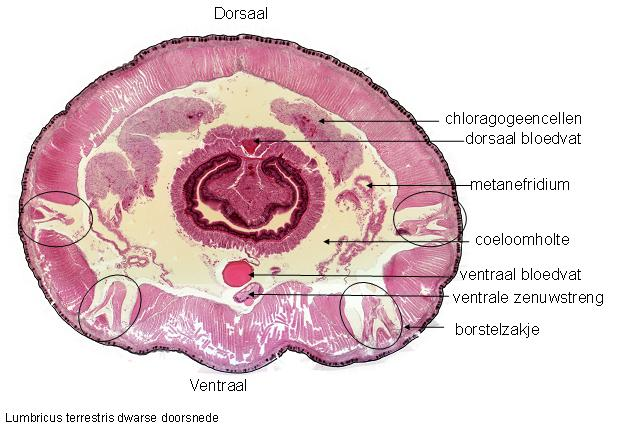 Dorsaal
chloragogeencellen
dorsaal bloedvat
metanefridium
coeloomholte
ventraal bloedvat
ventrale zenuwstreng
borstelzakje
Ventraal
Lumbricus terrestris dwarse doorsnede